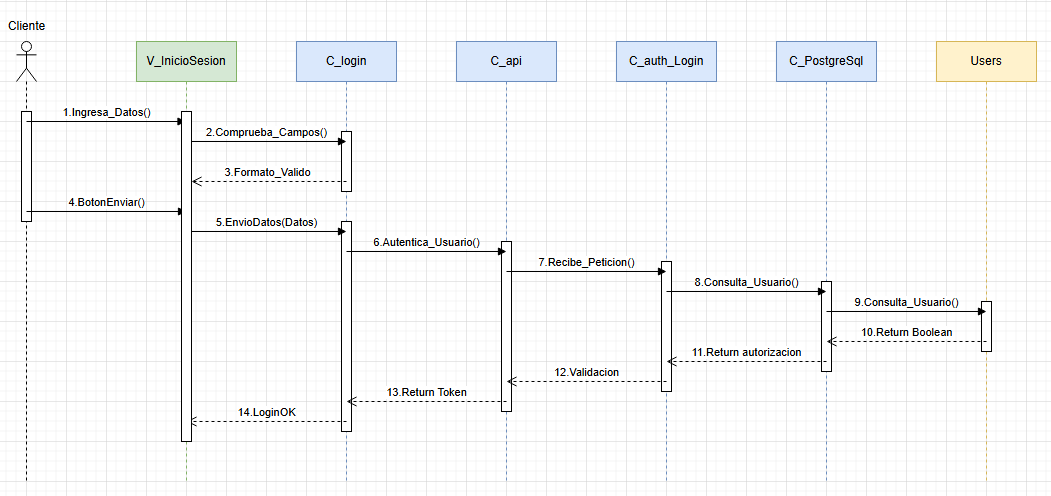 Cliente
V_InicioSesion
C_login
C_api
C_auth_Login
C_PostgreSql
Users
1.Ingresa_Datos()
2.Comprueba_Campos()
3.Formato_Valido
4.BotonEnviar()
5.EnvioDatos(Datos)
6.Autentica_Usuario()
7.Recibe_Peticion()
8.Consulta_Usuario()
9.Consulta_Usuario()
10.Return Boolean
11.Return autorizacion
12.Validacion
13.Return Token
14.LoginOK